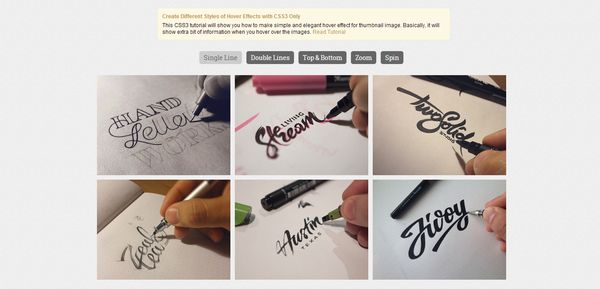 Create Different Styles of Hover Effects with CSS3 Only
This CSS3 tutorial will show you how to make simple and elegant hover effect for thumbnail image. Basically, it will
show extra bit of information when you hover over the images. Read Tutorial
Single Line
Double Lines
Top & Bottom
Zoom
Spin
HAND
Letter
WORK
LIVING
Stream
TwoSolid
STUDIO
Austin
TEXAS
Jivoy